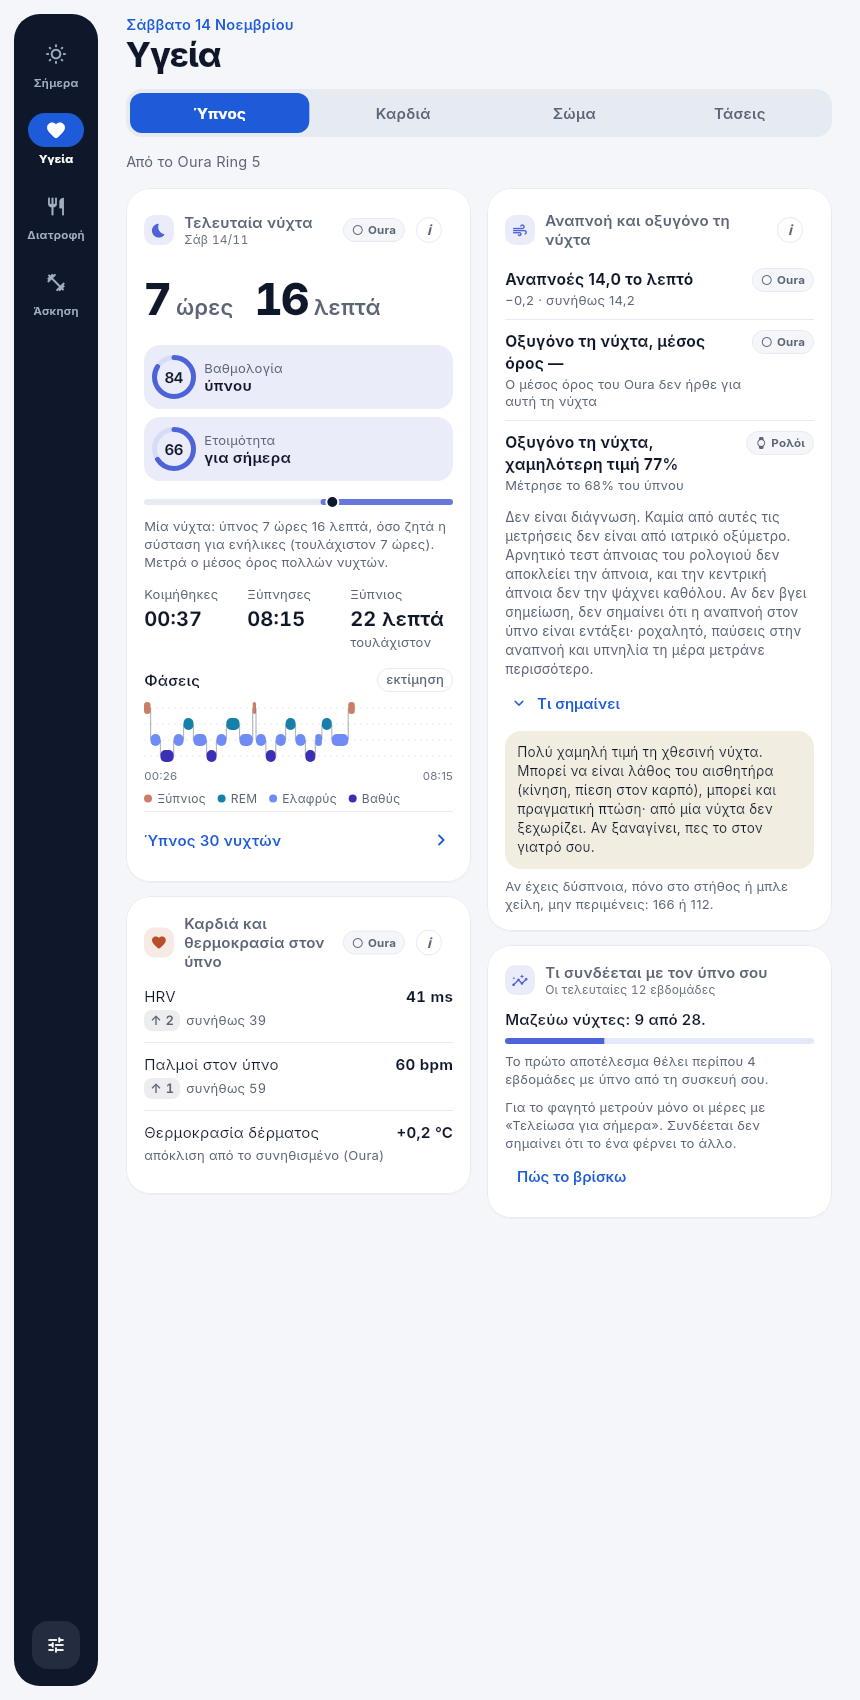 Σάββατο 14 Νοεμβρίου
Υγεία
Σήμερα
Υγεία
Διατροφή
Άσκηση
Ύπνος
Καρδιά
Σώμα
Τάσεις
Από το Oura Ring 5
Τελευταία νύχτα
Σάβ 14/11
Oura
i
7 ώρες 16 λεπτά
84
Βαθμολογία
ύπνου
66
Ετοιμότητα
για σήμερα
Μία νύχτα: ύπνος 7 ώρες 16 λεπτά, όσο ζητά η
σύσταση για ενήλικες (τουλάχιστον 7 ώρες).
Μετρά ο μέσος όρος πολλών νυχτών.
Κοιμήθηκες
Ξύπνησες
Ξύπνιος
00:37
08:15
22 λεπτά
τουλάχιστον
Φάσεις
εκτίμηση
00:26
08:15
Ξύπνιος
REM
Ελαφρύς
Βαθύς
Ύπνος 30 νυχτών
Καρδιά και
θερμοκρασία στον
ύπνο
Oura
i
HRV
41 ms
↑ 2 συνήθως 39
Παλμοί στον ύπνο
60 bpm
↑ 1 συνήθως 59
Θερμοκρασία δέρματος
+0,2 °C
απόκλιση από το συνηθισμένο (Oura)
Αναπνοή και οξυγόνο τη
νύχτα
i
Αναπνοές 14,0 το λεπτό
Oura
−0,2 · συνήθως 14,2
Οξυγόνο τη νύχτα, μέσος
όρος —
Oura
Ο μέσος όρος του Oura δεν ήρθε για
αυτή τη νύχτα
Οξυγόνο τη νύχτα,
χαμηλότερη τιμή 77%
Ρολόι
Μέτρησε το 68% του ύπνου
Δεν είναι διάγνωση. Καμία από αυτές τις
μετρήσεις δεν είναι από ιατρικό οξύμετρο.
Αρνητικό τεστ άπνοιας του ρολογιού δεν
αποκλείει την άπνοια, και την κεντρική
άπνοια δεν την ψάχνει καθόλου. Αν δεν βγει
σημείωση, δεν σημαίνει ότι η αναπνοή στον
ύπνο είναι εντάξει· ροχαλητό, παύσεις στην
αναπνοή και υπνηλία τη μέρα μετράνε
περισσότερο.
Τι σημαίνει
Πολύ χαμηλή τιμή τη χθεσινή νύχτα.
Μπορεί να είναι λάθος του αισθητήρα
(κίνηση, πίεση στον καρπό), μπορεί και
πραγματική πτώση· από μία νύχτα δεν
ξεχωρίζει. Αν ξαναγίνει, πες το στον
γιατρό σου.
Αν έχεις δύσπνοια, πόνο στο στήθος ή μπλε
χείλη, μην περιμένεις: 166 ή 112.
Τι συνδέεται με τον ύπνο σου
Οι τελευταίες 12 εβδομάδες
Μαζεύω νύχτες: 9 από 28.
Το πρώτο αποτέλεσμα θέλει περίπου 4
εβδομάδες με ύπνο από τη συσκευή σου.
Για το φαγητό μετρούν μόνο οι μέρες με
«Τελείωσα για σήμερα». Συνδέεται δεν
σημαίνει ότι το ένα φέρνει το άλλο.
Πώς το βρίσκω